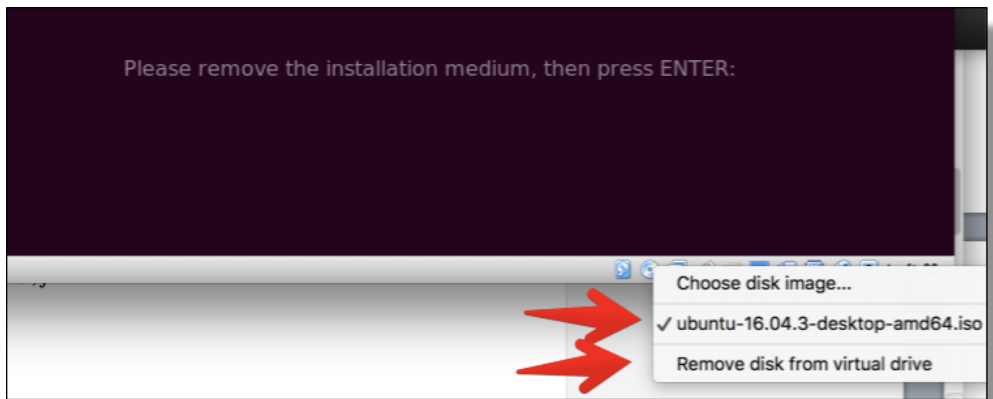 Please remove the installation medium, then press ENTER:
Choose disk image...
✓ ubuntu-16.04.3-desktop-amd64.iso
Remove disk from virtual drive